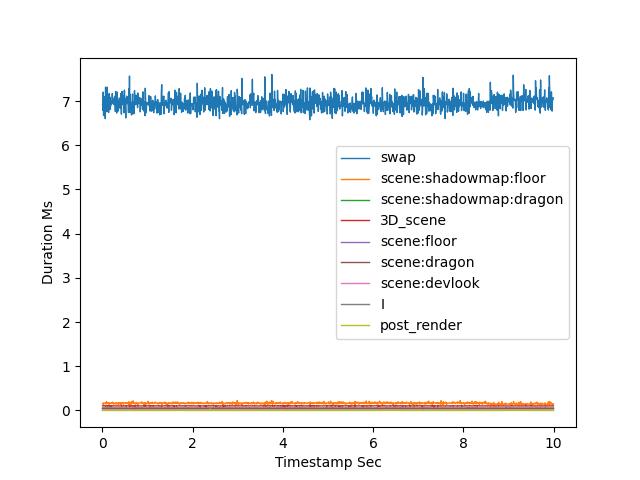 7
6
5
4
3
2
1
0
Duration Ms
swap
scene:shadowmap:floor
scene:shadowmap:dragon
3D_scene
scene:floor
scene:dragon
scene:devlook
I
post_render
0 2 4 6 8 10
Timestamp Sec